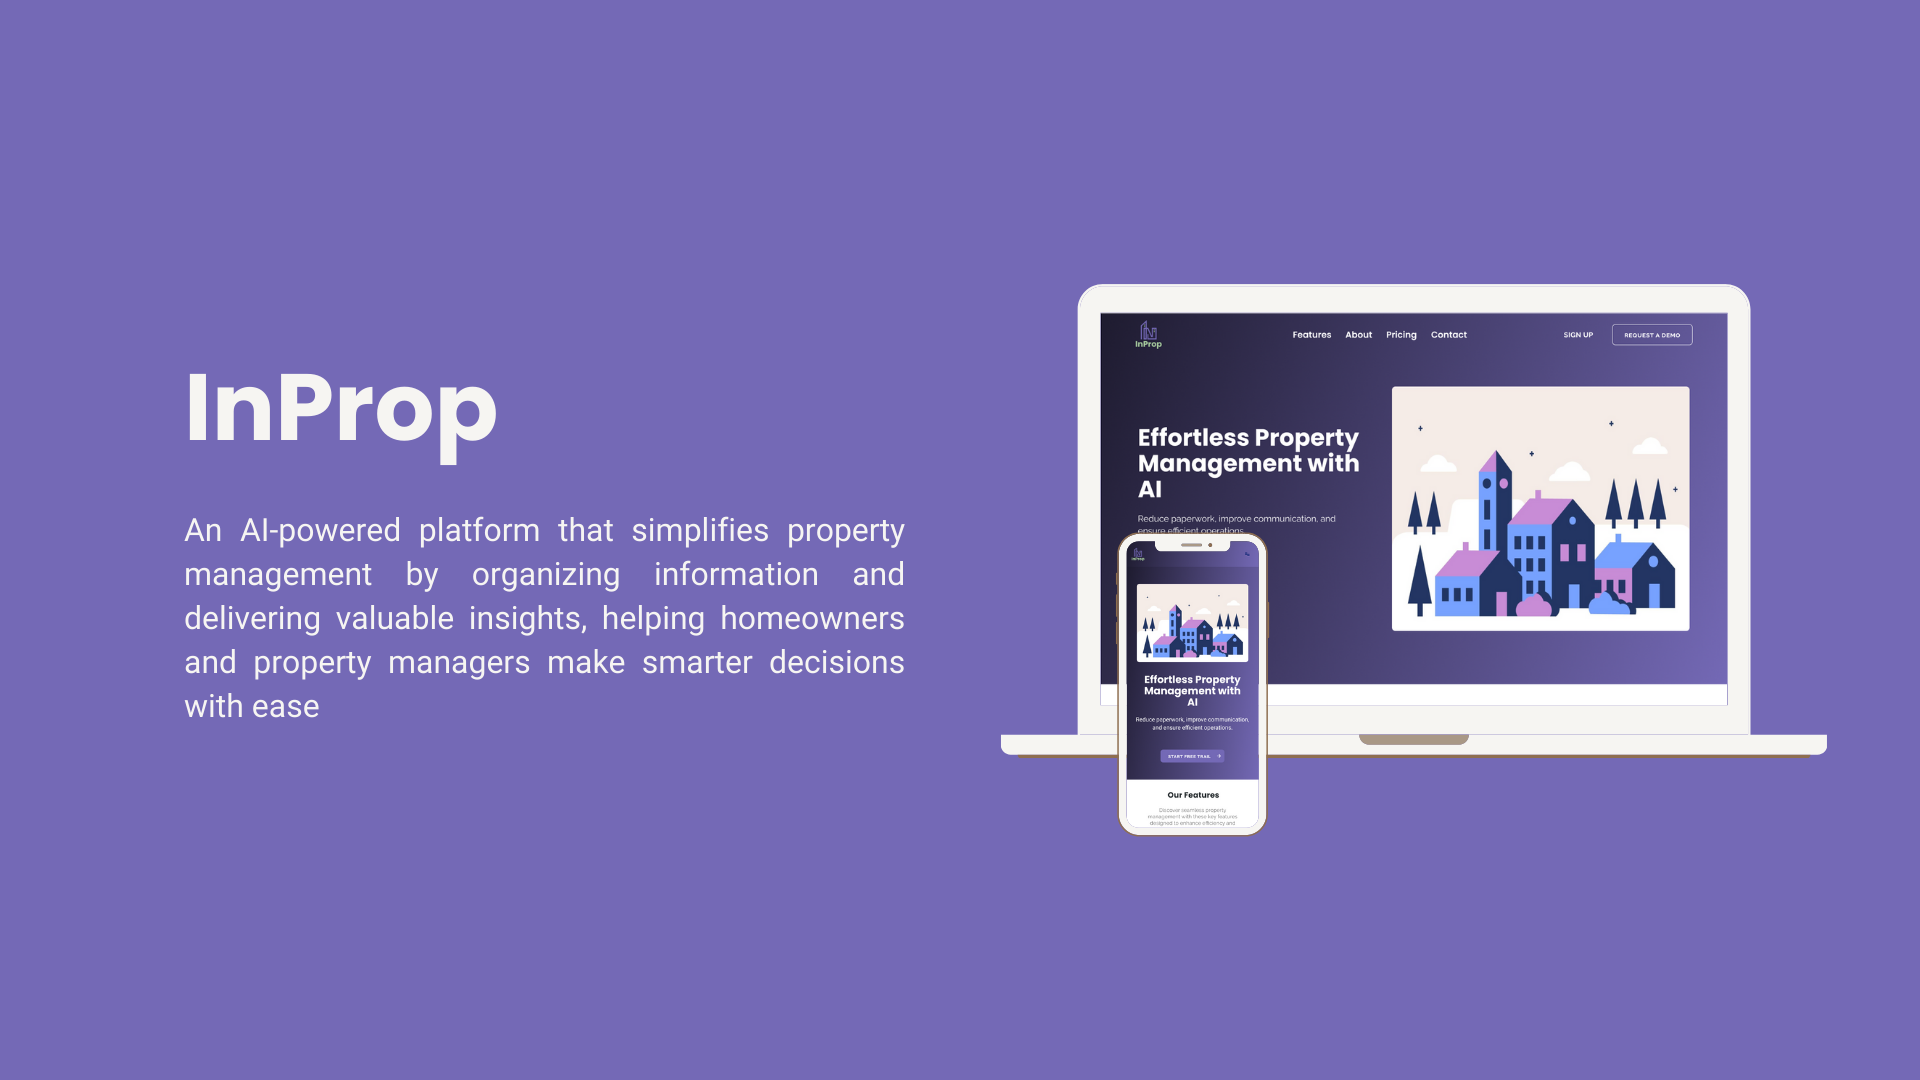 InProp
An AI-powered platform that simplifies property
management by organizing information and
delivering valuable insights, helping homeowners
and property managers make smarter decisions
with ease
InProp
Features About Pricing Contact
SIGN UP
REQUEST A DEMO
Effortless Property
Management with
AI
Reduce paperwork, improve communication, and
ensure efficient operations.
InProp
Effortless Property
Management with
AI
Reduce paperwork, improve communication,
and ensure efficient operations.
START FREE TRAIL
Our Features
Discover seamless property
management with these key features
designed to enhance efficiency and